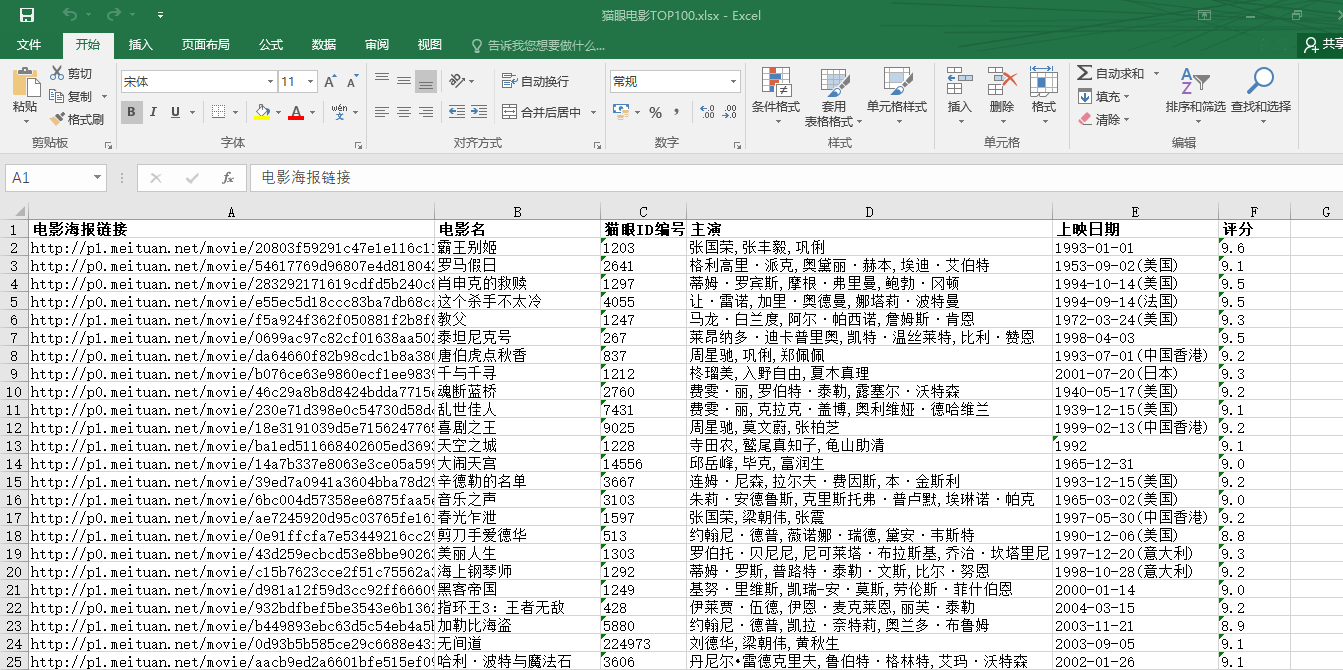 猫眼电影TOP100.xlsx - Excel
文件 开始 插入 页面布局 公式 数据 审阅 视图 告诉我您想要做什么... 共享
粘贴 剪切 复制 格式刷 剪贴板
宋体 11 B I U 字体
自动换行 合并后居中 对齐方式
常规 % 数字
条件格式 套用表格格式 单元格样式 样式
插入 删除 格式 单元格
自动求和 填充 清除 排序和筛选 查找和选择 编辑
A1 fx 电影海报链接
A B C D E F G
1 电影海报链接 电影名 猫眼ID编号 主演 上映日期 评分
2 http://p1.meituan.net/movie/20803f59291c47e1e116c1 霸王别姬 1203 张国荣,张丰毅,巩俐 1993-01-01 9.6
3 http://p0.meituan.net/movie/54617769d96807e4d81804 罗马假日 2641 格利高里·派克,奥黛丽·赫本,埃迪·艾伯特 1953-09-02(美国) 9.1
4 http://p0.meituan.net/movie/283292171619cdfd5b240c 肖申克的救赎 1297 蒂姆·罗宾斯,摩根·弗里曼,鲍勃·冈顿 1994-10-14(美国) 9.5
5 http://p0.meituan.net/movie/e55ec5d18ccc83ba7db68c 这个杀手不太冷 4055 让·雷诺,加里·奥德曼,娜塔莉·波特曼 1994-09-14(法国) 9.5
6 http://p1.meituan.net/movie/f5a924f362f050881f2b8f 教父 1247 马龙·白兰度,阿尔·帕西诺,詹姆斯·肯恩 1972-03-24(美国) 9.3
7 http://p1.meituan.net/movie/0699ac97c82cf01638aa50 泰坦尼克号 267 莱昂纳多·迪卡普里奥,凯特·温丝莱特,比利·赞恩 1998-04-03 9.5
8 http://p0.meituan.net/movie/da64660f82b98cdc1b8a38 唐伯虎点秋香 837 周星驰,巩俐,郑佩佩 1993-07-01(中国香港) 9.2
9 http://p0.meituan.net/movie/b076ce63e9860ecf1ee983 千与千寻 1212 柊瑠美,入野自由,夏木真理 2001-07-20(日本) 9.3
10 http://p0.meituan.net/movie/46c29a8b8d8424bdda7715 魂断蓝桥 2760 费雯·丽,罗伯特·泰勒,露塞尔·沃特森 1940-05-17(美国) 9.2
11 http://p0.meituan.net/movie/230e71d398e0c54730d58d 乱世佳人 7431 费雯·丽,克拉克·盖博,奥利维娅·德哈维兰 1939-12-15(美国) 9.1
12 http://p0.meituan.net/movie/18e3191039d5e715624776 喜剧之王 9025 周星驰,莫文蔚,张柏芝 1999-02-13(中国香港) 9.2
13 http://p1.meituan.net/movie/ba1ed511668402605ed369 天空之城 1228 寺田农,鹫尾真知子,龟山助清 1992 9.1
14 http://p1.meituan.net/movie/14a7b337e8063e3ce05a59 大闹天宫 14556 邱岳峰,毕克,富润生 1965-12-31 9.0
15 http://p0.meituan.net/movie/39ed7a0941a3604bba78d2 辛德勒的名单 3667 连姆·尼森,拉尔夫·费因斯,本·金斯利 1993-12-15(美国) 9.2
16 http://p1.meituan.net/movie/6bc004d57358ee6875faa5 音乐之声 3103 朱莉·安德鲁斯,克里斯托弗·普卢默,埃琳诺·帕克 1965-03-02(美国) 9.0
17 http://p0.meituan.net/movie/ae7245920d95c03765fe16 春光乍泄 1597 张国荣,梁朝伟,张震 1997-05-30(中国香港) 9.2
18 http://p1.meituan.net/movie/0e91ffcfa7e53449216cc2 剪刀手爱德华 513 约翰尼·德普,薇诺娜·瑞德,黛安·韦斯特 1990-12-06(美国) 8.8
19 http://p0.meituan.net/movie/43d259ecbcd53e8bbe9026 美丽人生 1303 罗伯托·贝尼尼,尼可莱塔·布拉斯基,乔治·坎塔里尼 1997-12-20(意大利) 9.3
20 http://p1.meituan.net/movie/c15b7623cce2f51c75562a 海上钢琴师 1292 蒂姆·罗斯,普路特·泰勒·文斯,比尔·努恩 1998-10-28(意大利) 9.2
21 http://p1.meituan.net/movie/d981a12f59d3cc92ff6660 黑客帝国 1249 基努·里维斯,凯瑞-安·莫斯,劳伦斯·菲什伯恩 2000-01-14 9.0
22 http://p0.meituan.net/movie/932bdfbef5be3543e6b136 指环王3：王者无敌 428 伊莱贾·伍德,伊恩·麦克莱恩,丽芙·泰勒 2004-03-15 9.2
23 http://p1.meituan.net/movie/b449893ebc63d5c54eb4a5 加勒比海盗 5880 约翰尼·德普,凯拉·奈特莉,奥兰多·布鲁姆 2003-11-21 8.9
24 http://p1.meituan.net/movie/0d93b5b585ce29c6688e43 无间道 224973 刘德华,梁朝伟,黄秋生 2003-09-05 9.1
25 http://p1.meituan.net/movie/aacb9ed2a6601bfe515ef0 哈利·波特与魔法石 3606 丹尼尔•雷德克里夫,鲁伯特·格林特,艾玛·沃特森 2002-01-26 9.1